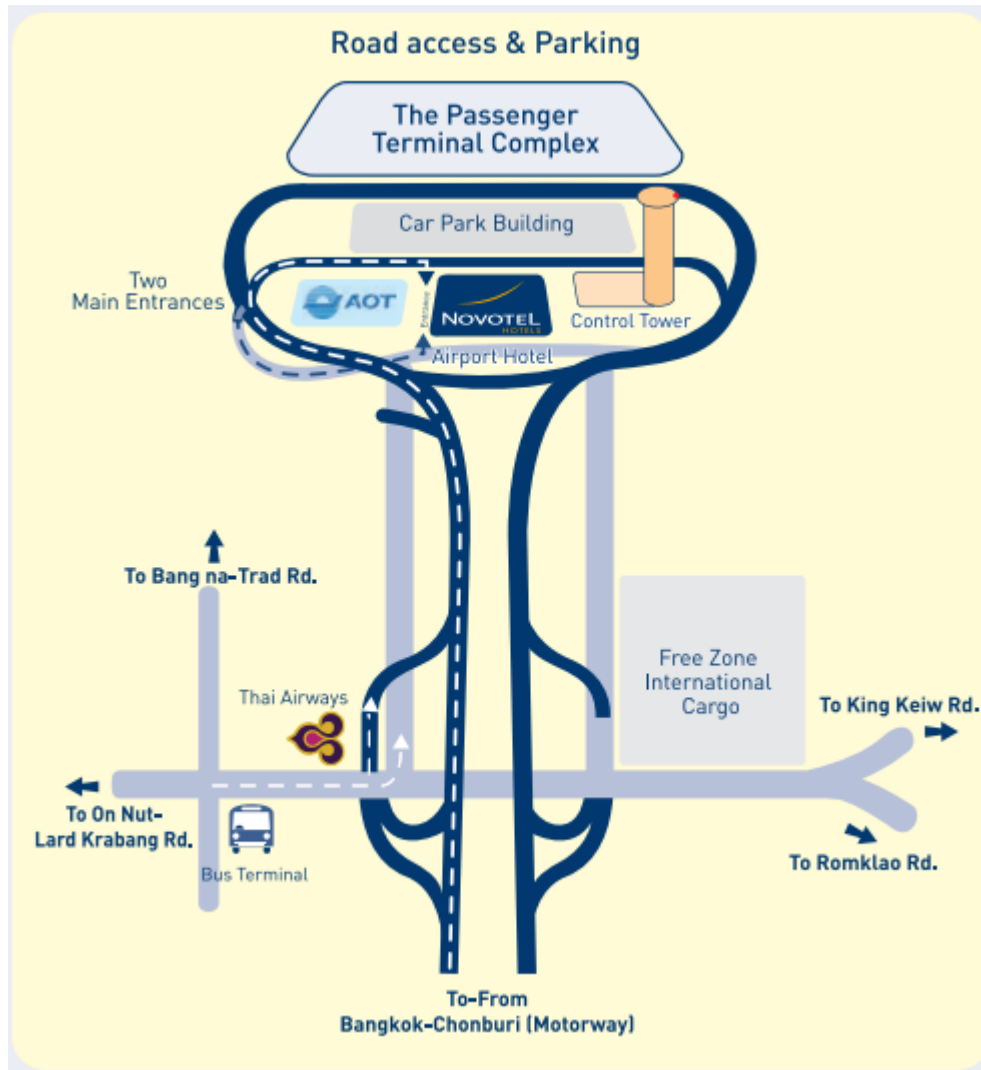 Road access & Parking
The Passenger
Terminal Complex
Car Park Building
Two
Main Entrances
AOT
Entrance
NOVOTEL
HOTELS
Control Tower
Airport Hotel
To Bang na-Trad Rd.
Thai Airways
Free Zone
International
Cargo
To King Keiw Rd.
To On Nut-
Lard Krabang Rd.
Bus Terminal
To Romklao Rd.
To-From
Bangkok-Chonburi (Motorway)